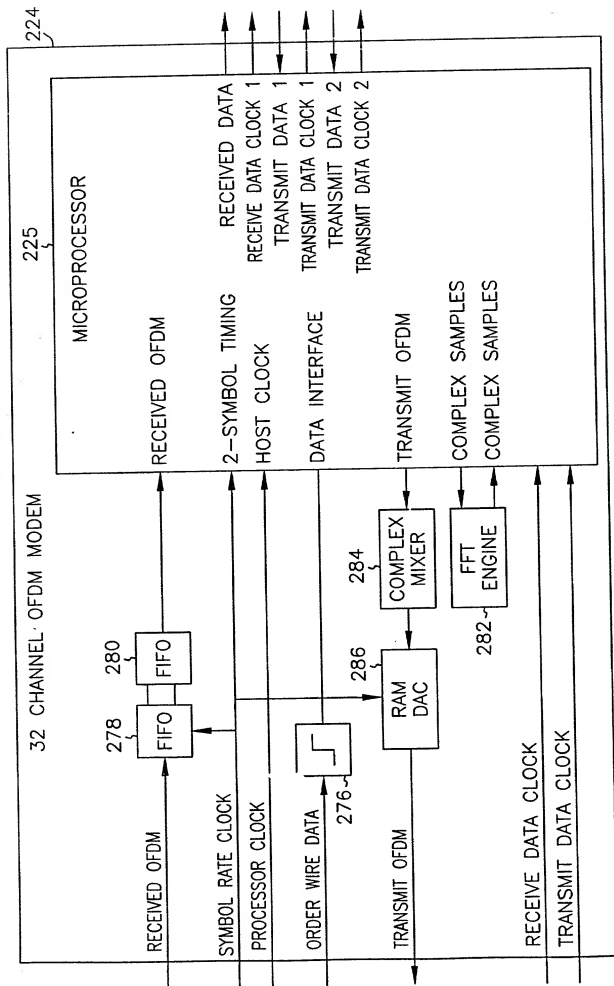 32 CHANNEL OFDM MODEM
224
225
MICROPROCESSOR
RECEIVED OFDM
278
FIFO
280
FIFO
RECEIVED OFDM
SYMBOL RATE CLOCK
2-SYMBOL TIMING
PROCESSOR CLOCK
HOST CLOCK
ORDER WIRE DATA
276
DATA INTERFACE
TRANSMIT OFDM
286
RAM
DAC
284
COMPLEX
MIXER
TRANSMIT OFDM
282
FFT
ENGINE
COMPLEX SAMPLES
COMPLEX SAMPLES
RECEIVE DATA CLOCK
TRANSMIT DATA CLOCK
RECEIVED DATA
RECEIVE DATA CLOCK 1
TRANSMIT DATA 1
TRANSMIT DATA CLOCK 1
TRANSMIT DATA 2
TRANSMIT DATA CLOCK 2